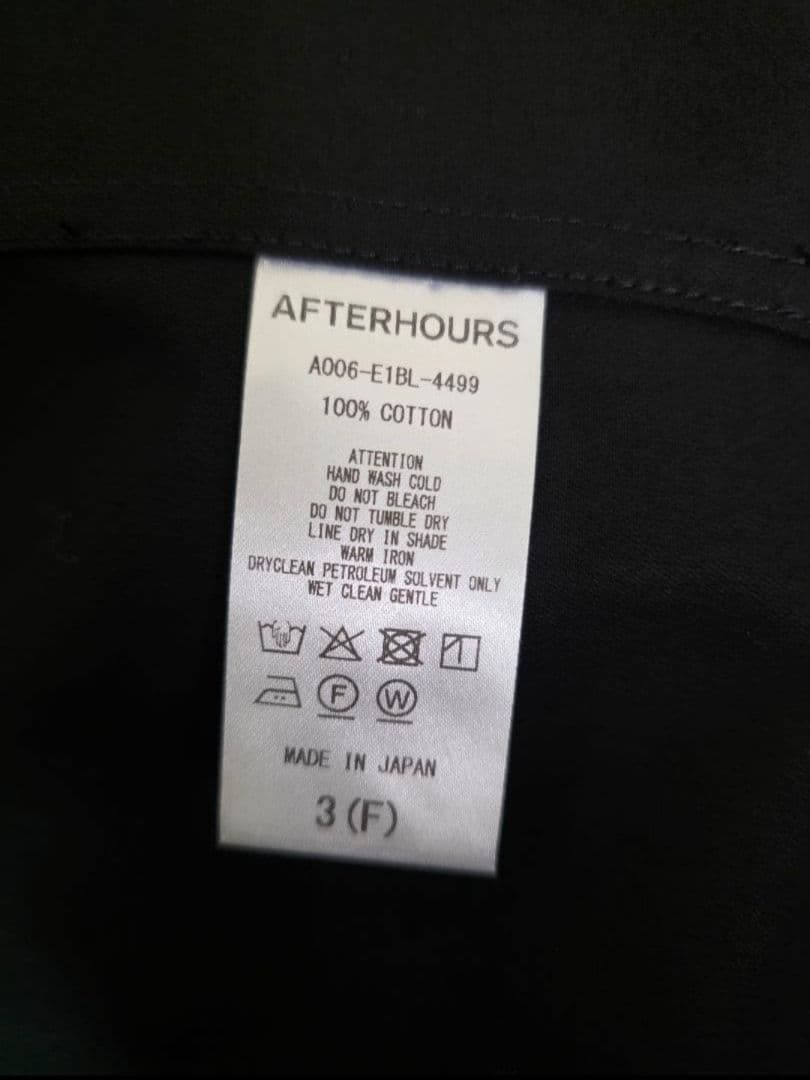 AFTERHOURS
A006-E1BL-4499
100% COTTON
ATTENTION
HAND WASH COLD
DO NOT BLEACH
DO NOT TUMBLE DRY
LINE DRY IN SHADE
WARM IRON
DRYCLEAN PETROLEUM SOLVENT ONLY
WET CLEAN GENTLE
F W
MADE IN JAPAN
3 (F)